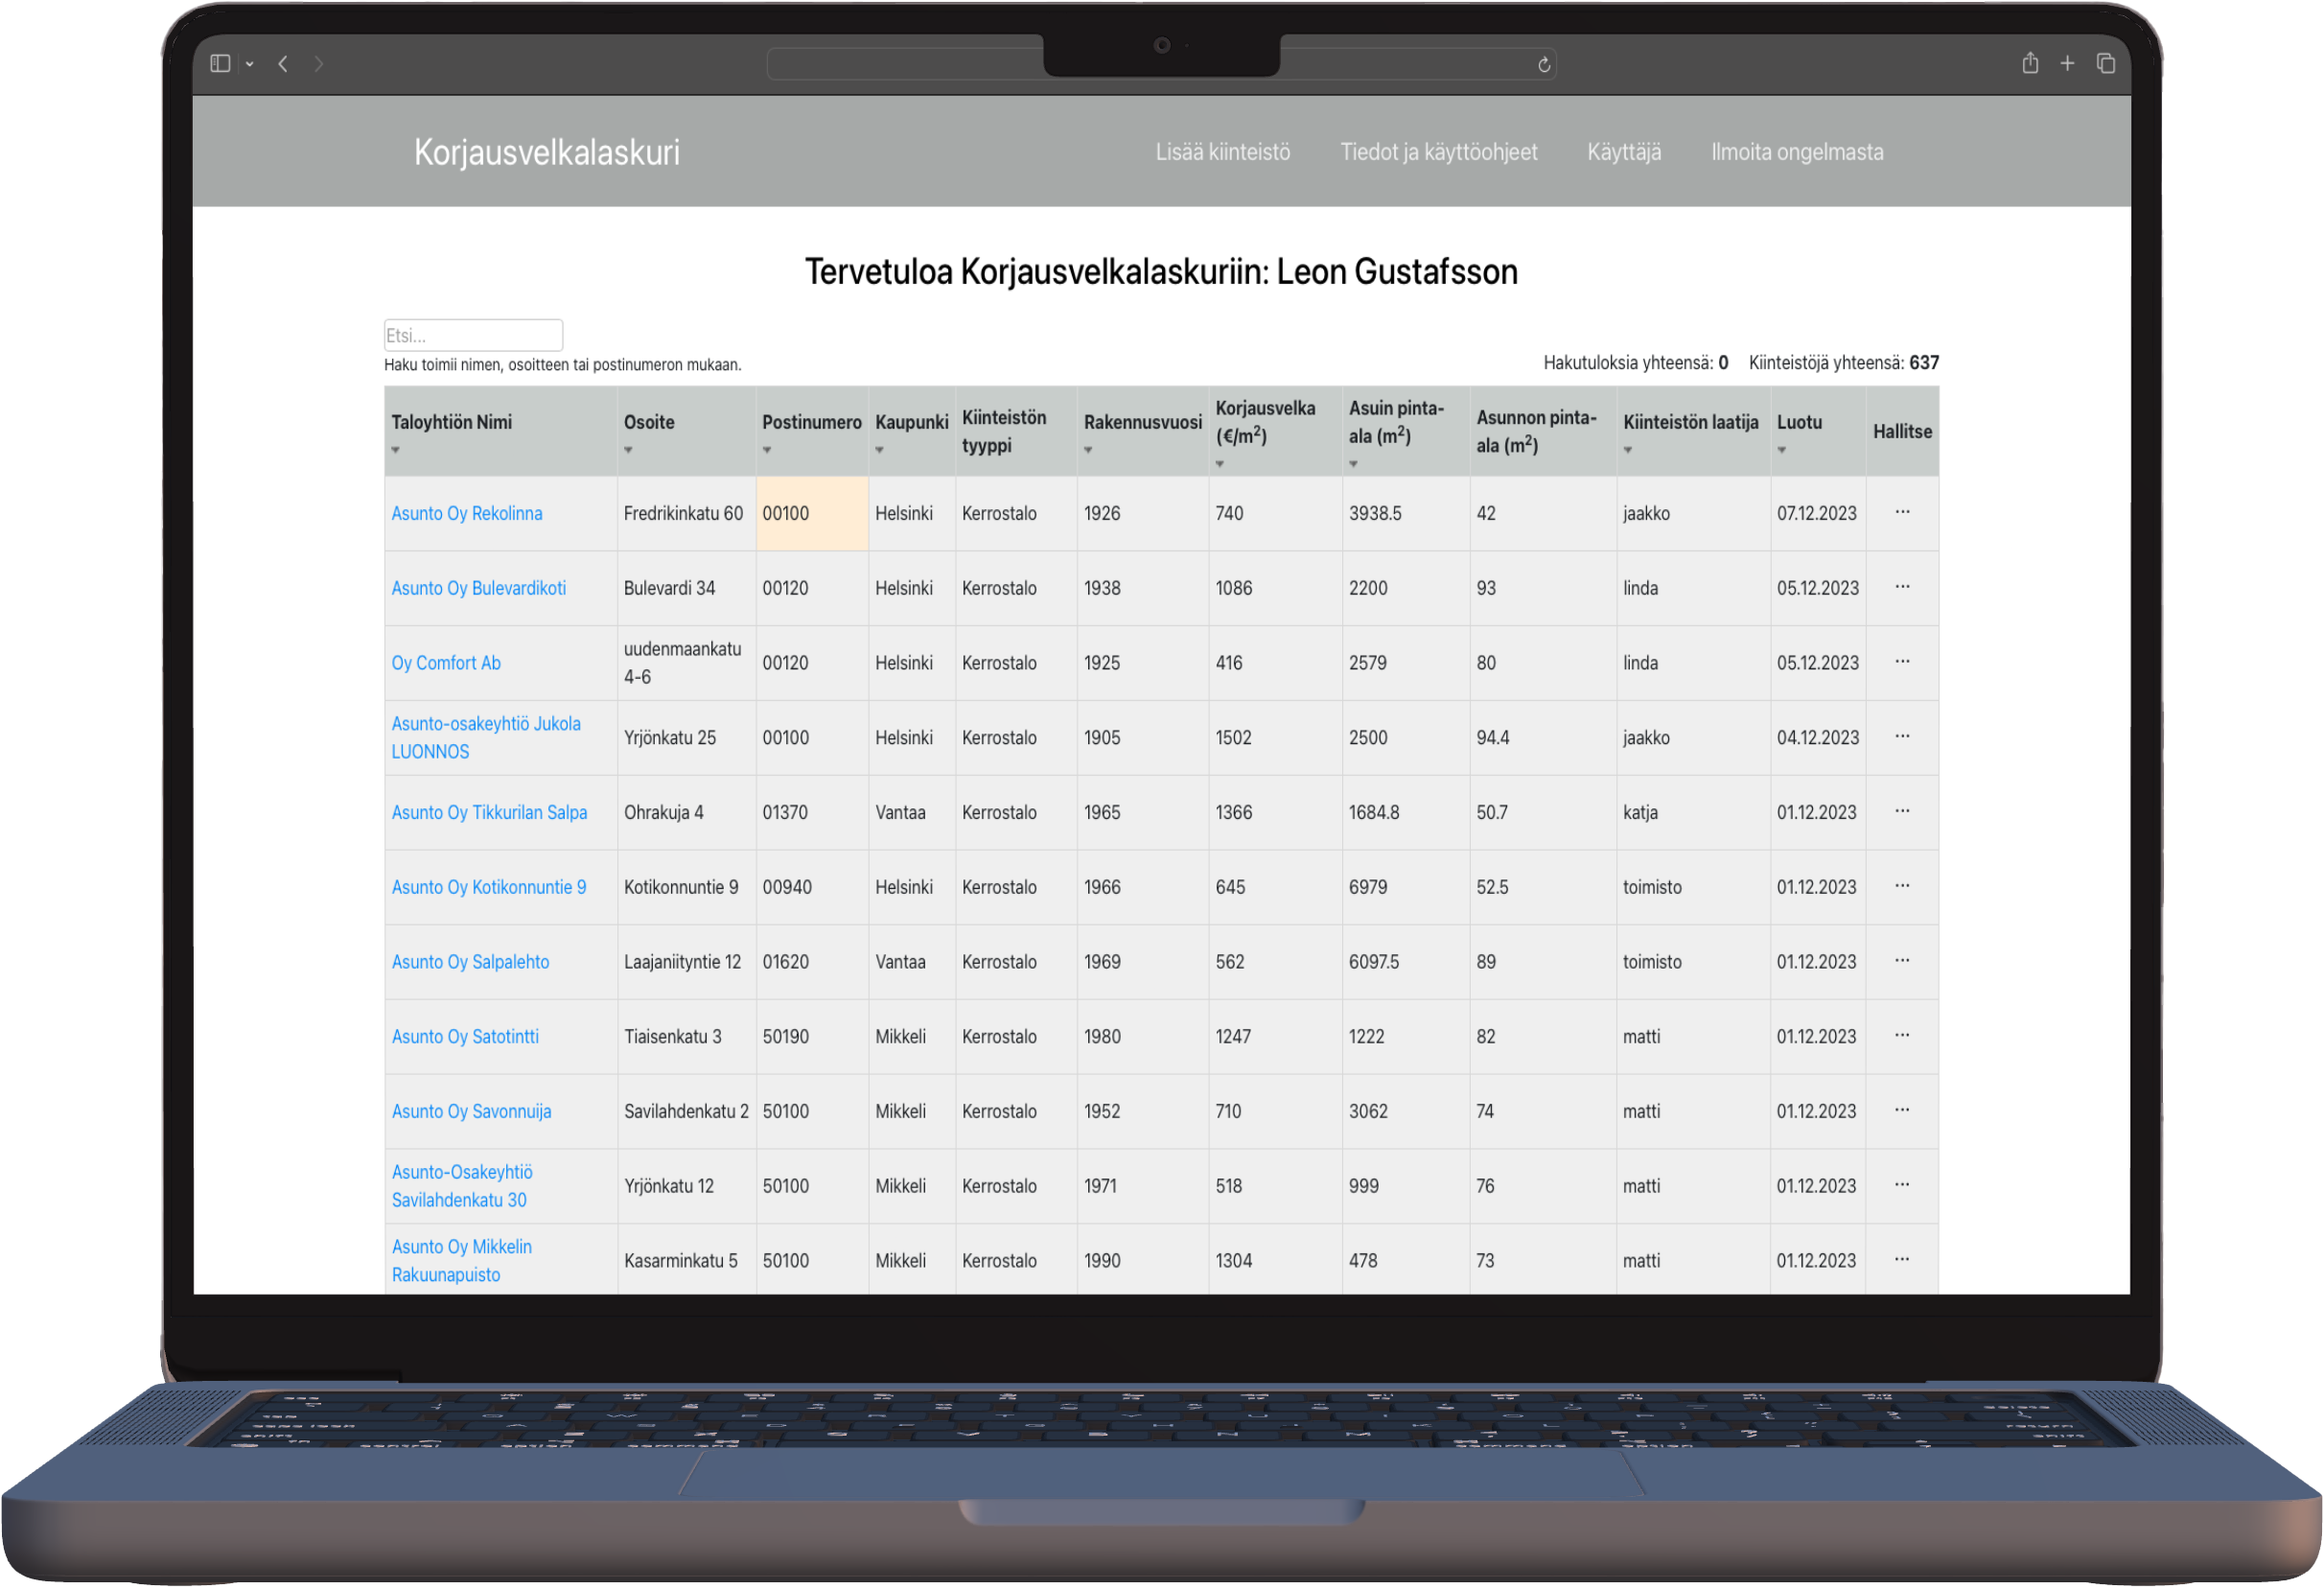 Korjausvelkalaskuri Lisää kiinteistö Tiedot ja käyttöohjeet Käyttäjä Ilmoita ongelmasta
Tervetuloa Korjausvelkalaskuriin: Leon Gustafsson
Etsi...
Haku toimii nimen, osoitteen tai postinumeron mukaan. Hakutuloksia yhteensä: 0 Kiinteistöjä yhteensä: 637
Taloyhtiön Nimi Osoite Postinumero Kaupunki Kiinteistön tyyppi Rakennusvuosi Korjausvelka (€/m²) Asuin pinta-ala (m²) Asunnon pinta-ala (m²) Kiinteistön laatija Luotu Hallitse
Asunto Oy Rekolinna Fredrikinkatu 60 00100 Helsinki Kerrostalo 1926 740 3938.5 42 jaakko 07.12.2023 ...
Asunto Oy Bulevardikoti Bulevardi 34 00120 Helsinki Kerrostalo 1938 1086 2200 93 linda 05.12.2023 ...
Oy Comfort Ab uudenmaankatu 4-6 00120 Helsinki Kerrostalo 1925 416 2579 80 linda 05.12.2023 ...
Asunto-osakeyhtiö Jukola LUONNOS Yrjönkatu 25 00100 Helsinki Kerrostalo 1905 1502 2500 94.4 jaakko 04.12.2023 ...
Asunto Oy Tikkurilan Salpa Ohrakuja 4 01370 Vantaa Kerrostalo 1965 1366 1684.8 50.7 katja 01.12.2023 ...
Asunto Oy Kotikonnuntie 9 Kotikonnuntie 9 00940 Helsinki Kerrostalo 1966 645 6979 52.5 toimisto 01.12.2023 ...
Asunto Oy Salpalehto Laajaniityntie 12 01620 Vantaa Kerrostalo 1969 562 6097.5 89 toimisto 01.12.2023 ...
Asunto Oy Satotintti Tiaisenkatu 3 50190 Mikkeli Kerrostalo 1980 1247 1222 82 matti 01.12.2023 ...
Asunto Oy Savonnuija Savilahdenkatu 2 50100 Mikkeli Kerrostalo 1952 710 3062 74 matti 01.12.2023 ...
Asunto-Osakeyhtiö Savilahdenkatu 30 Yrjönkatu 12 50100 Mikkeli Kerrostalo 1971 518 999 76 matti 01.12.2023 ...
Asunto Oy Mikkelin Rakuunapuisto Kasarminkatu 5 50100 Mikkeli Kerrostalo 1990 1304 478 73 matti 01.12.2023 ...